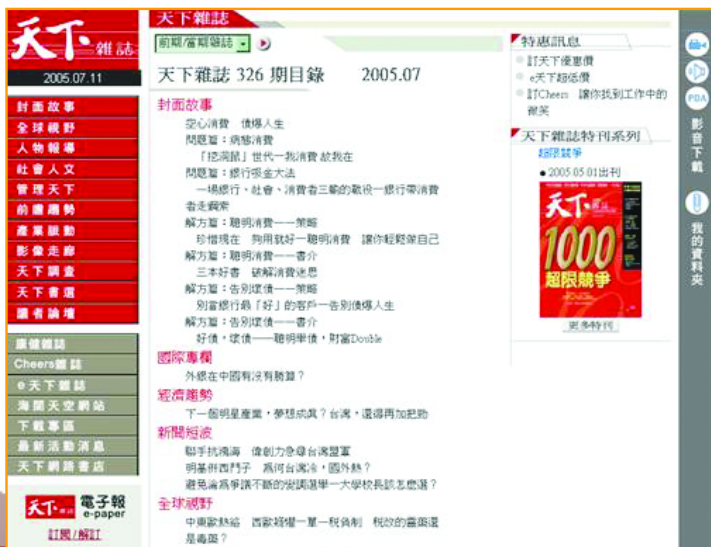 天下雜誌
2005.07.11
封面故事
全球視野
人物報導
社會人文
管理天下
前瞻趨勢
產業脈動
影像走廊
天下調查
天下書選
讀者論壇
康健雜誌
Cheers雜誌
e天下雜誌
海闊天空網站
下載專區
最新活動消息
天下網路書店
天下雜誌 電子報
e-paper
訂閱/解訂
天下雜誌
前期/當期雜誌
天下雜誌 326 期目錄 2005.07
封面故事
空心消費 債爆人生
問題篇：病態消費
「挖洞鼠」世代─我消費 故我在
問題篇：銀行吸金大法
一場銀行、社會、消費者三輸的戰役─銀行帶消費
者走鋼索
解方篇：聰明消費──策略
珍惜現在 夠用就好─聰明消費 讓你輕鬆做自己
解方篇：聰明消費──書介
三本好書 破解消費迷思
解方篇：告別壞債──策略
別當銀行最「好」的客戶─告別債爆人生
解方篇：告別壞債──書介
好債，壞債──聰明舉債，財富Double
國際專欄
外銀在中國有沒有勝算？
經濟趨勢
下一個明星產業，夢想成真？台灣，還得再加把勁
新聞短波
聯手抗鴻海 偉創力急尋台灣盟軍
明基併西門子 為何台灣冷，國外熱？
避免淪為爭議不斷的變調選舉─大學校長該怎麼選？
全球視野
中東歐熱給 西歐疑懼─單一稅負制 稅改的靈藥還
是毒藥？
特惠訊息
訂天下優惠價
e天下超低價
訂Cheers 讓你找到工作中的
微笑
天下雜誌特刊系列
超限競爭
2005.05.01出刊
天下
1000
超限競爭
更多特刊
PDA
影音下載
我的資料夾